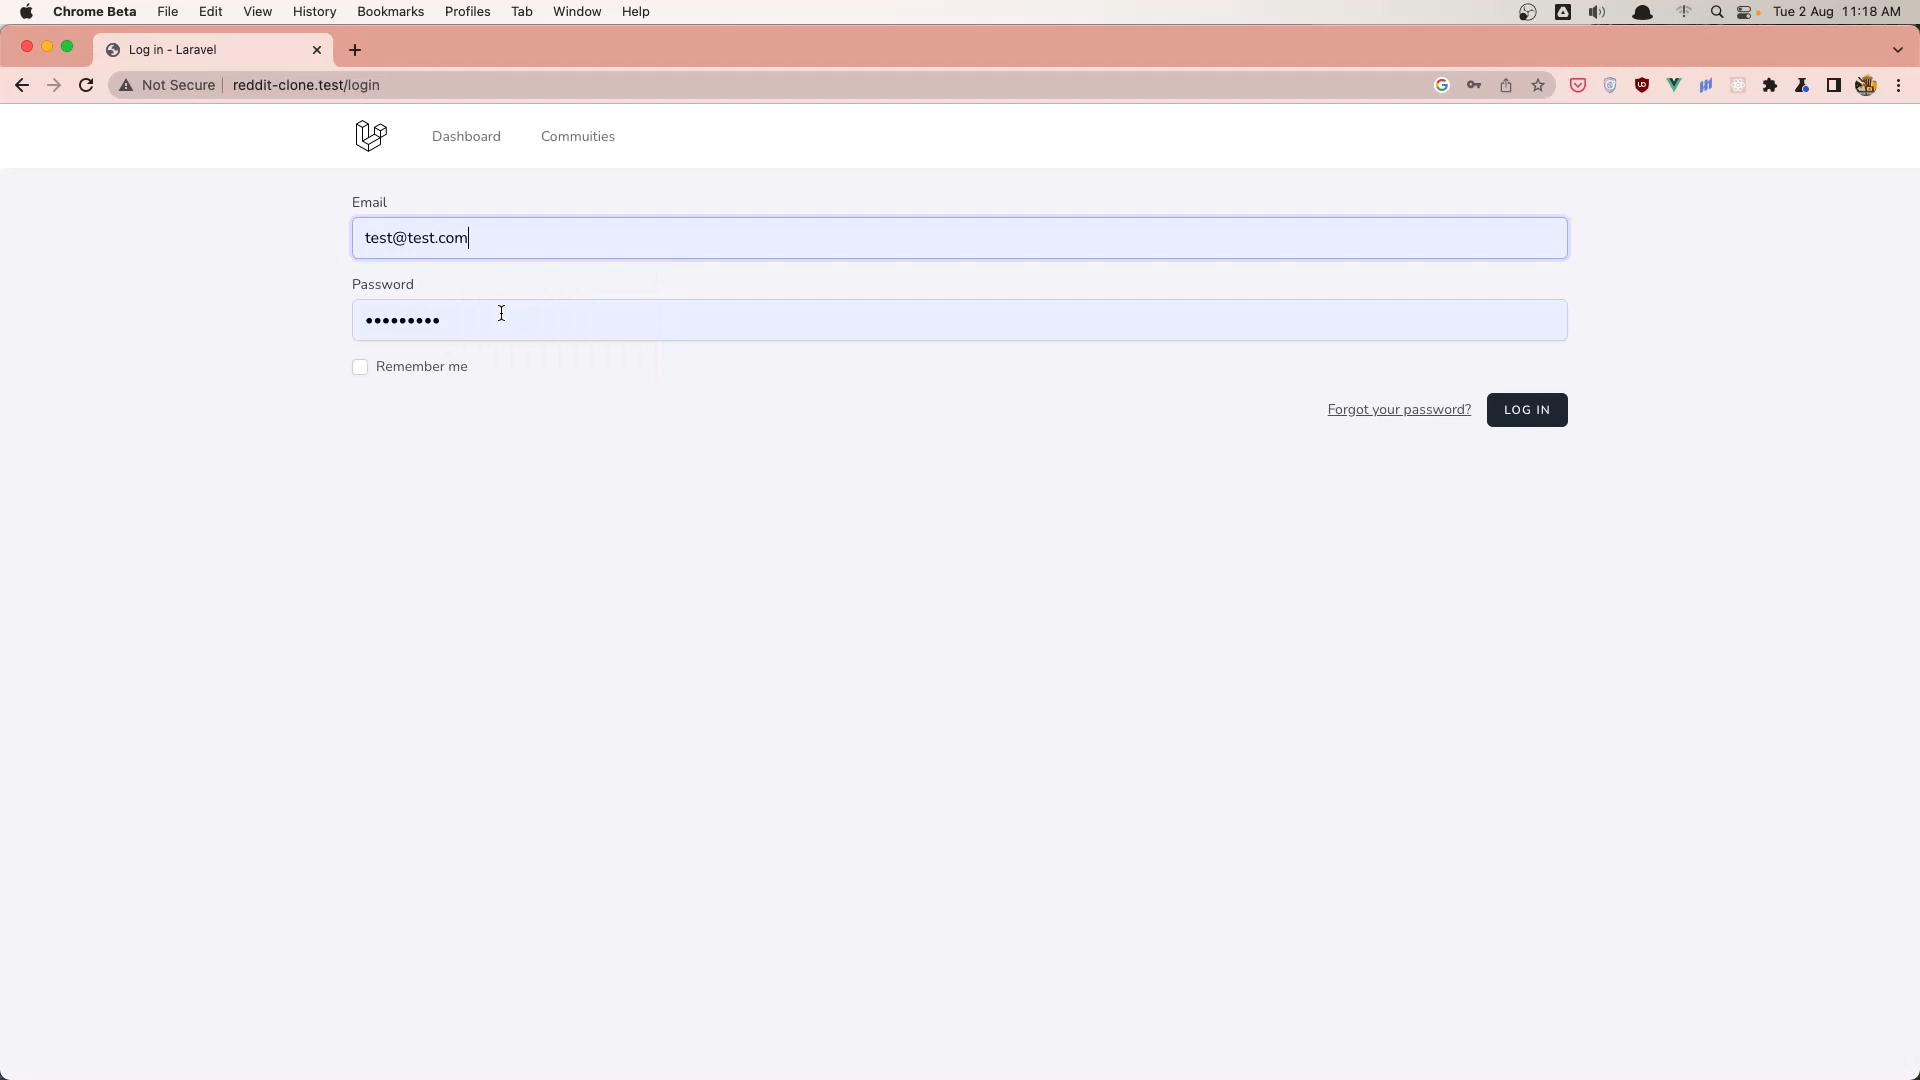 Chrome Beta File Edit View History Bookmarks Profiles Tab Window Help Tue 2 Aug 11:18 AM
Log in - Laravel
Not Secure reddit-clone.test/login
Dashboard Commuities
Email
test@test.com
Password
•••••••••
Remember me
Forgot your password? LOG IN